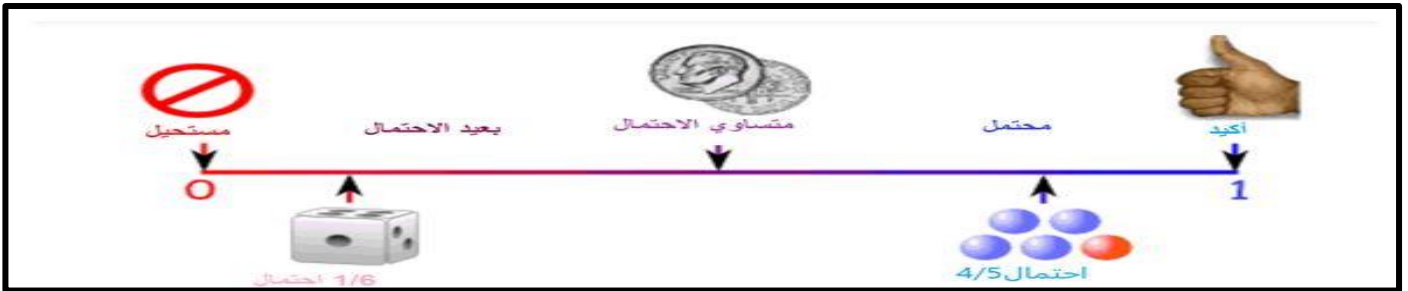 أكيد
محتمل
متساوي الاحتمال
بعيد الاحتمال
مستحيل
0
1
احتمال 1/6
احتمال4/5